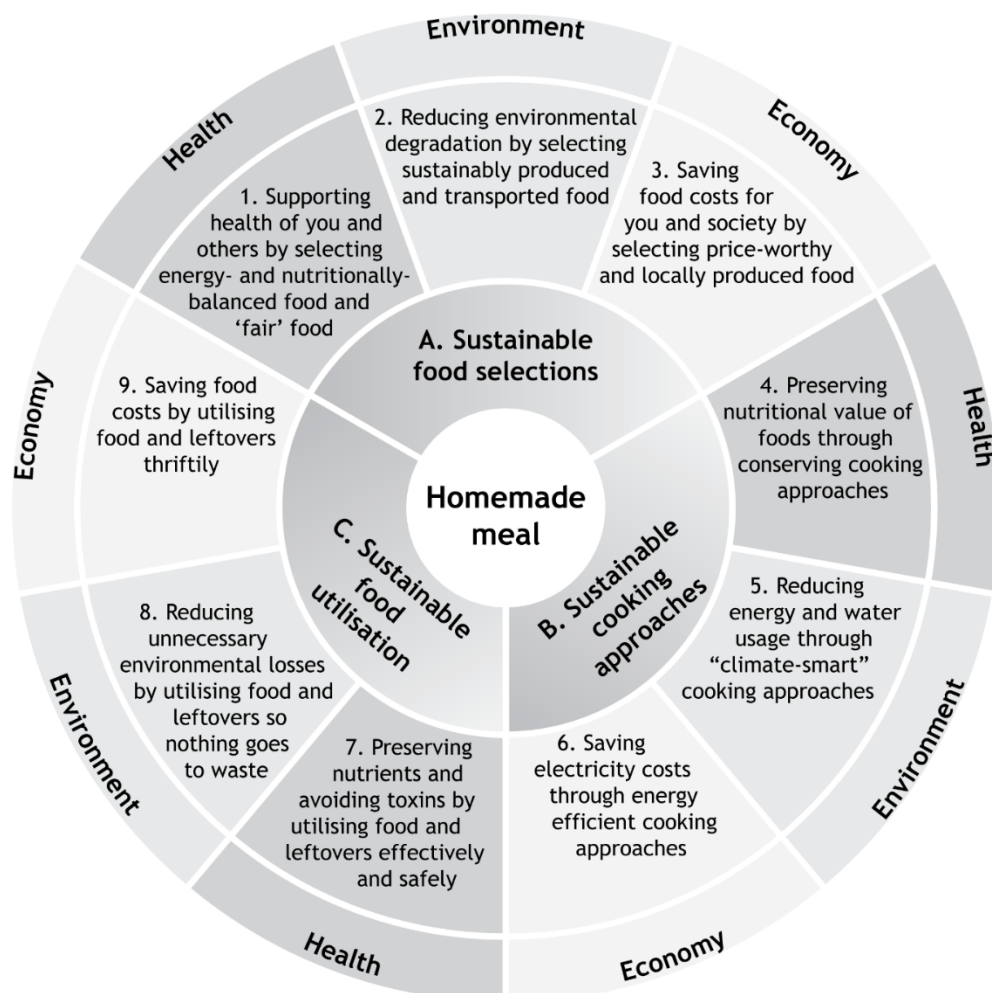 Environment
Health
Economy
2. Reducing environmental
degradation by selecting
sustainably produced
and transported food
1. Supporting
health of you and
others by selecting
energy- and nutritionally-
balanced food and
‘fair’ food
3. Saving
food costs for
you and society by
selecting price-worthy
and locally produced food
A. Sustainable
food selections
Economy
9. Saving food
costs by utilising
food and leftovers
thriftily
Homemade
meal
4. Preserving
nutritional value of
foods through
conserving cooking
approaches
Health
C. Sustainable
food
utilisation
B. Sustainable
cooking
approaches
Environment
8. Reducing
unnecessary
environmental losses
by utilising food and
leftovers so
nothing goes
to waste
5. Reducing
energy and water
usage through
“climate-smart”
cooking approaches
Environment
7. Preserving
nutrients and
avoiding toxins by
utilising food and
leftovers effectively
and safely
6. Saving
electricity costs
through energy
efficient cooking
approaches
Health
Economy